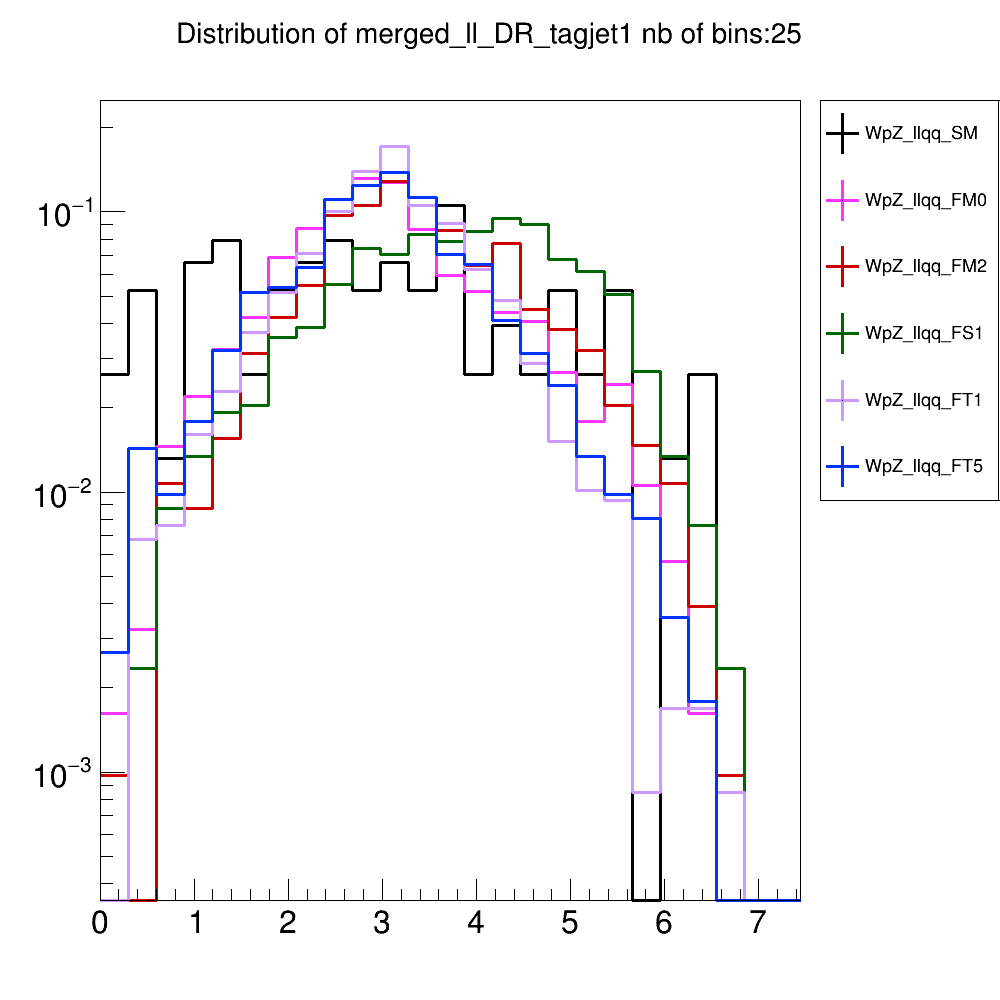 Distribution of merged_ll_DR_tagjet1 nb of bins:25
10⁻¹
10⁻²
10⁻³
0 1 2 3 4 5 6 7
WpZ_llqq_SM
WpZ_llqq_FM0
WpZ_llqq_FM2
WpZ_llqq_FS1
WpZ_llqq_FT1
WpZ_llqq_FT5